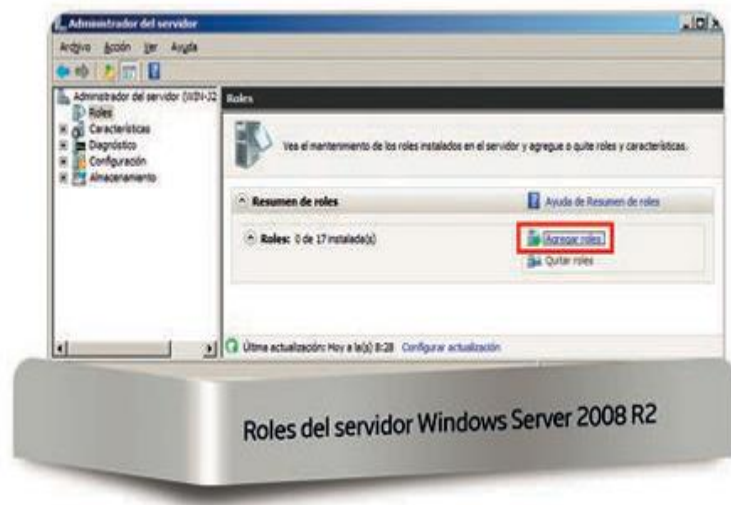 Administrador del servidor
Archivo Acción Ver Ayuda
Administrador del servidor (WIN-J2
Roles
Características
Diagnóstico
Configuración
Almacenamiento
Roles
Vea el mantenimiento de los roles instalados en el servidor y agregue o quite roles y características.
Resumen de roles
Ayuda de Resumen de roles
Roles: 0 de 17 instalada(s)
Agregar roles
Quitar roles
Última actualización: Hoy a la(s) 8:28 Configurar actualización
Roles del servidor Windows Server 2008 R2